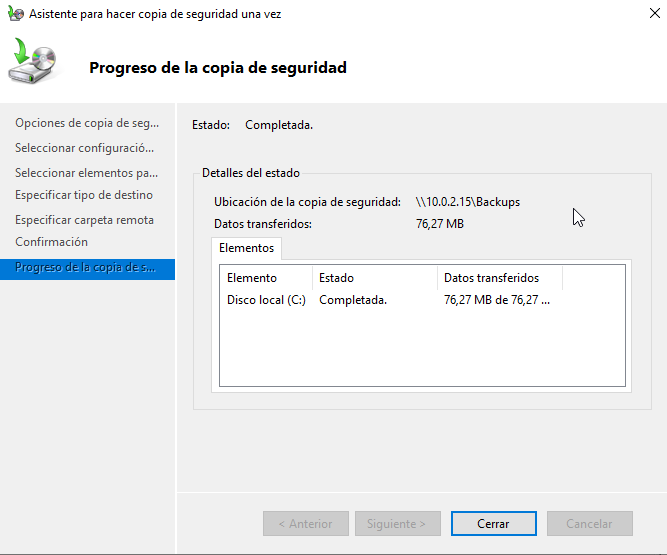 Asistente para hacer copia de seguridad una vez
Progreso de la copia de seguridad
Opciones de copia de seg...
Seleccionar configuració...
Seleccionar elementos pa...
Especificar tipo de destino
Especificar carpeta remota
Confirmación
Progreso de la copia de s...
Estado: Completada.
Detalles del estado
Ubicación de la copia de seguridad: \\10.0.2.15\Backups
Datos transferidos: 76,27 MB
Elementos
Elemento Estado Datos transferidos
Disco local (C:) Completada. 76,27 MB de 76,27 ...
< Anterior Siguiente > Cerrar Cancelar